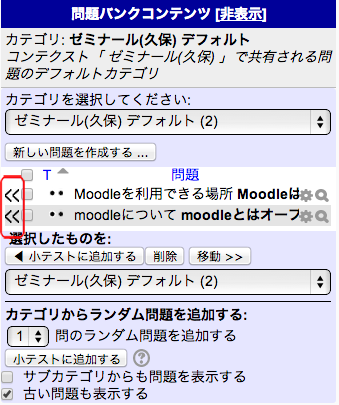 問題バンクコンテンツ [非表示]
カテゴリ: ゼミナール(久保) デフォルト
コンテクスト「 ゼミナール(久保) 」で共有される問
題のデフォルトカテゴリ
カテゴリを選択してください:
ゼミナール(久保) デフォルト (2)
新しい問題を作成する ...
T 問題
Moodleを利用できる場所 Moodleは
moodleについて moodleとはオープ
選択したものを:
◀ 小テストに追加する 削除 移動 >>
ゼミナール(久保) デフォルト (2)
カテゴリからランダム問題を追加する:
1 問のランダム問題を追加する
小テストに追加する ?
サブカテゴリからも問題を表示する
古い問題も表示する